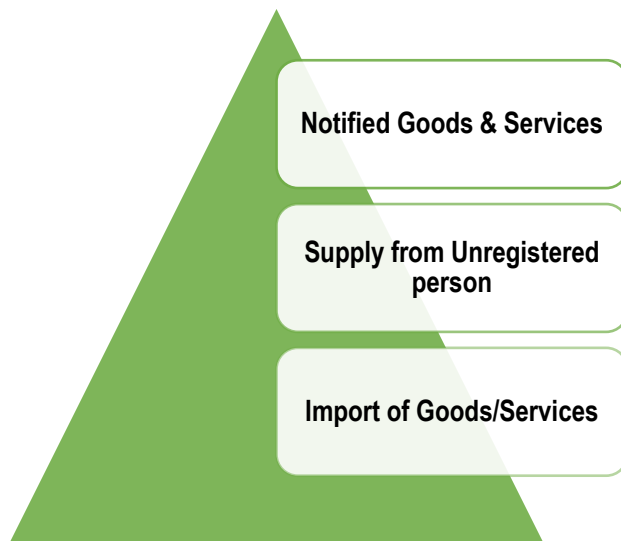 Notified Goods & Services
Supply from Unregistered
person
Import of Goods/Services